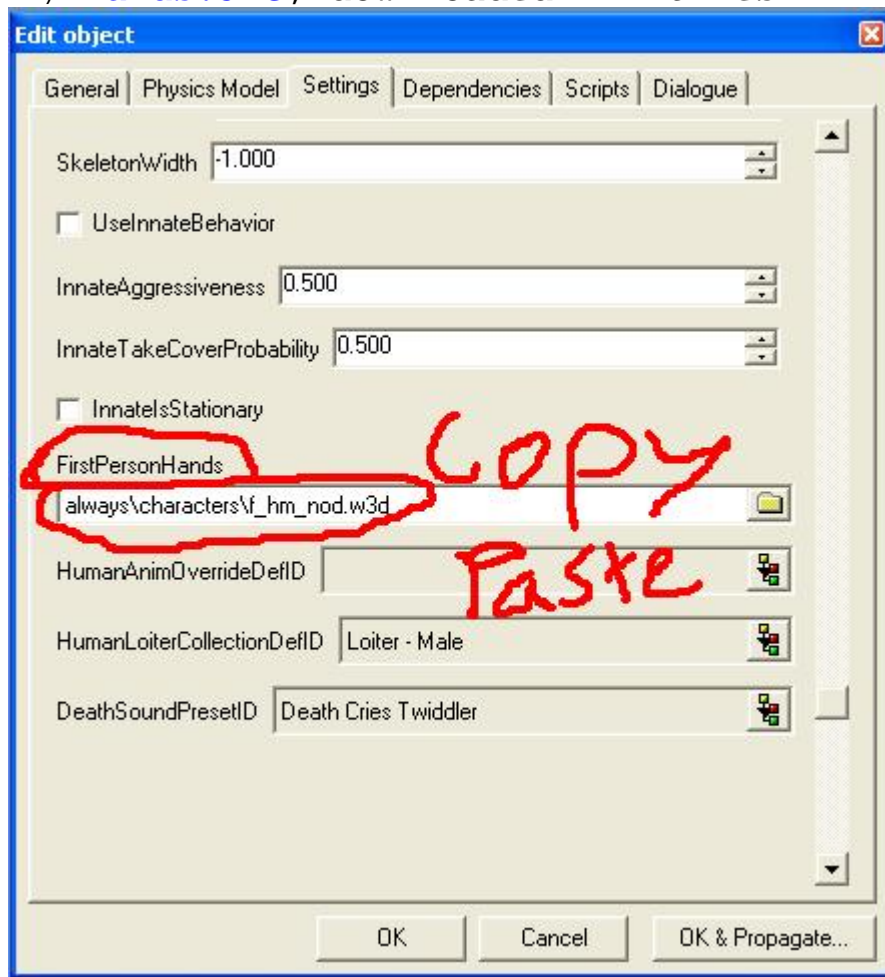 Edit object
General Physics Model Settings Dependencies Scripts Dialogue
SkeletonWidth -1.000
UseInnateBehavior
InnateAggressiveness 0.500
InnateTakeCoverProbability 0.500
InnateIsStationary
Copy
FirstPersonHands
always\characters\f_hm_nod.w3d
Paste
HumanAnimOverrideDefID
HumanLoiterCollectionDefID Loiter - Male
DeathSoundPresetID Death Cries Twiddler
OK Cancel OK & Propagate...